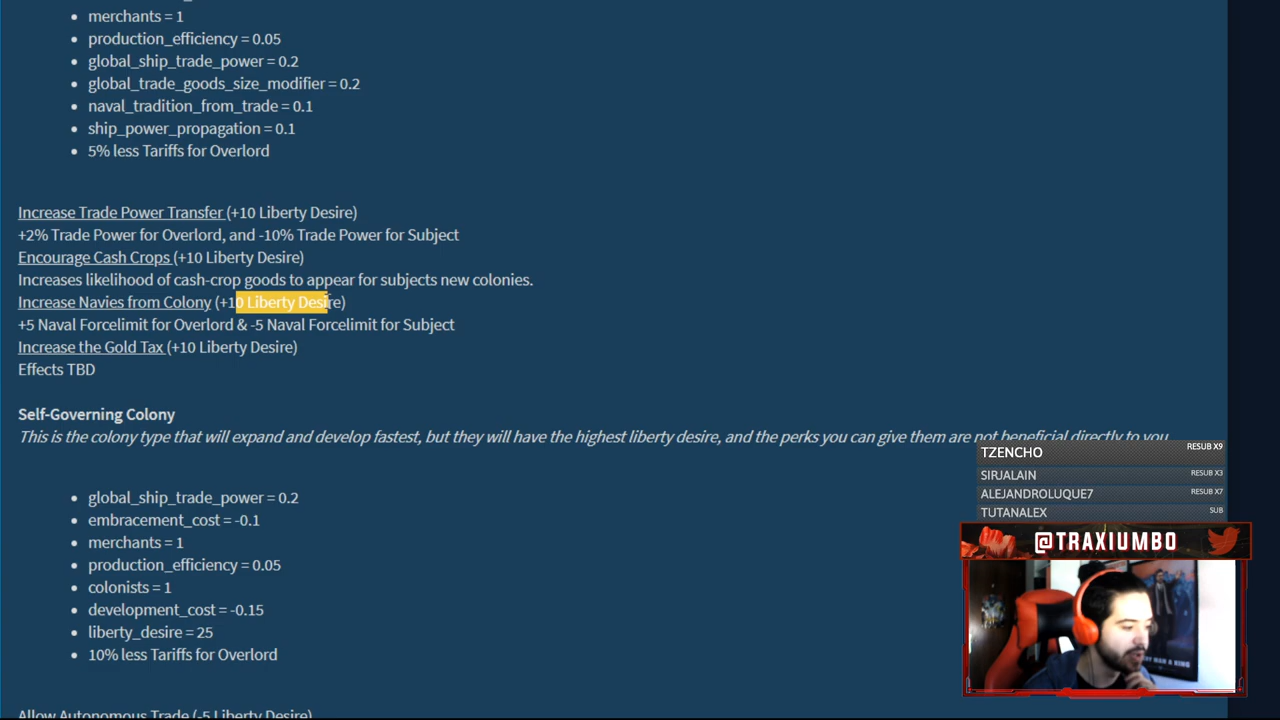 merchants = 1
production_efficiency = 0.05
global_ship_trade_power = 0.2
global_trade_goods_size_modifier = 0.2
naval_tradition_from_trade = 0.1
ship_power_propagation = 0.1
5% less Tariffs for Overlord
Increase Trade Power Transfer (+10 Liberty Desire)
+2% Trade Power for Overlord, and -10% Trade Power for Subject
Encourage Cash Crops (+10 Liberty Desire)
Increases likelihood of cash-crop goods to appear for subjects new colonies.
Increase Navies from Colony (+10 Liberty Desire)
+5 Naval Forcelimit for Overlord & -5 Naval Forcelimit for Subject
Increase the Gold Tax (+10 Liberty Desire)
Effects TBD
Self-Governing Colony
This is the colony type that will expand and develop fastest, but they will have the highest liberty desire, and the perks you can give them are not beneficial directly to you
global_ship_trade_power = 0.2
embracement_cost = -0.1
merchants = 1
production_efficiency = 0.05
colonists = 1
development_cost = -0.15
liberty_desire = 25
10% less Tariffs for Overlord
Allow Autonomous Trade (-5 Liberty Desire)
TZENCHO RESUB X9
SIRJALAIN RESUB X3
ALEJANDROLUQUE7 RESUB X7
TUTANALEX SUB
@TRAXIUMBO